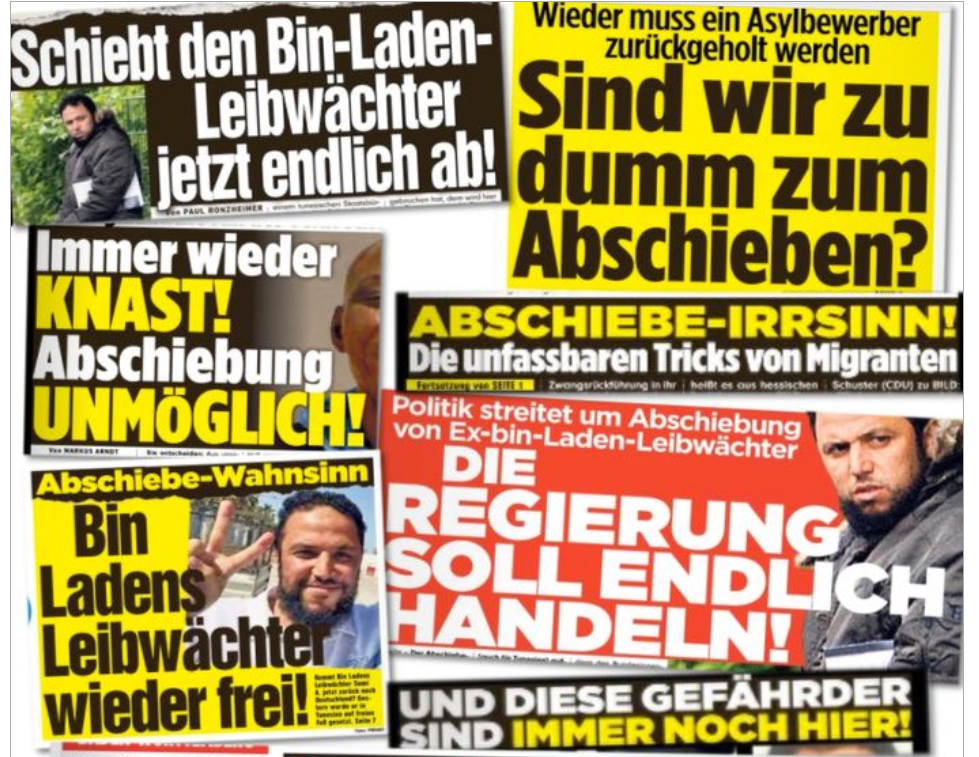 Schiebt den Bin-Laden-
Leibwächter
jetzt endlich ab!
Von PAUL RONZHEIMER
einem tunesischen Staatsbür-
gebrochen hat, dem wird hier
Wieder muss ein Asylbewerber
zurückgeholt werden
Sind wir zu
dumm zum
Abschieben?
Immer wieder
KNAST!
Abschiebung
UNMÖGLICH!
Von MARKUS ARNDT
Sie entscheiden:
ABSCHIEBE-IRRSINN!
Die unfassbaren Tricks von Migranten
Fortsetzung von SEITE 1
Zwangsrückführung in ihr
heißt es aus hessischen
Schuster (CDU) zu BILD:
Politik streitet um Abschiebung
von Ex-bin-Laden-Leibwächter
DIE
REGIERUNG
SOLL ENDLICH
HANDELN!
Abschiebe-Wahnsinn
Bin
Ladens
Leibwächter
wieder frei!
Kommt Bin Ladens
Leibwächter Sami
A. jetzt zurück nach
Deutschland? Ges-
tern wurde er in
Tunesien auf freien
Fuß gesetzt. Seite 7
UND DIESE GEFÄHRDER
SIND IMMER NOCH HIER!